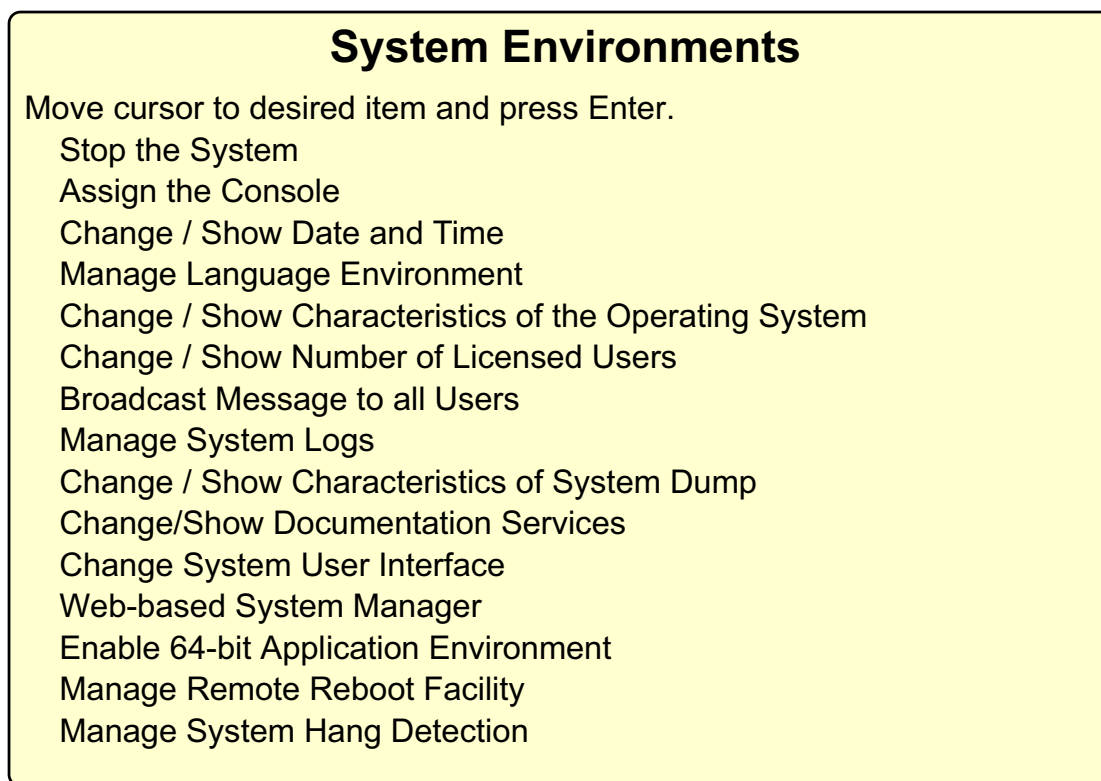 System Environments
Move cursor to desired item and press Enter.
Stop the System
Assign the Console
Change / Show Date and Time
Manage Language Environment
Change / Show Characteristics of the Operating System
Change / Show Number of Licensed Users
Broadcast Message to all Users
Manage System Logs
Change / Show Characteristics of System Dump
Change/Show Documentation Services
Change System User Interface
Web-based System Manager
Enable 64-bit Application Environment
Manage Remote Reboot Facility
Manage System Hang Detection